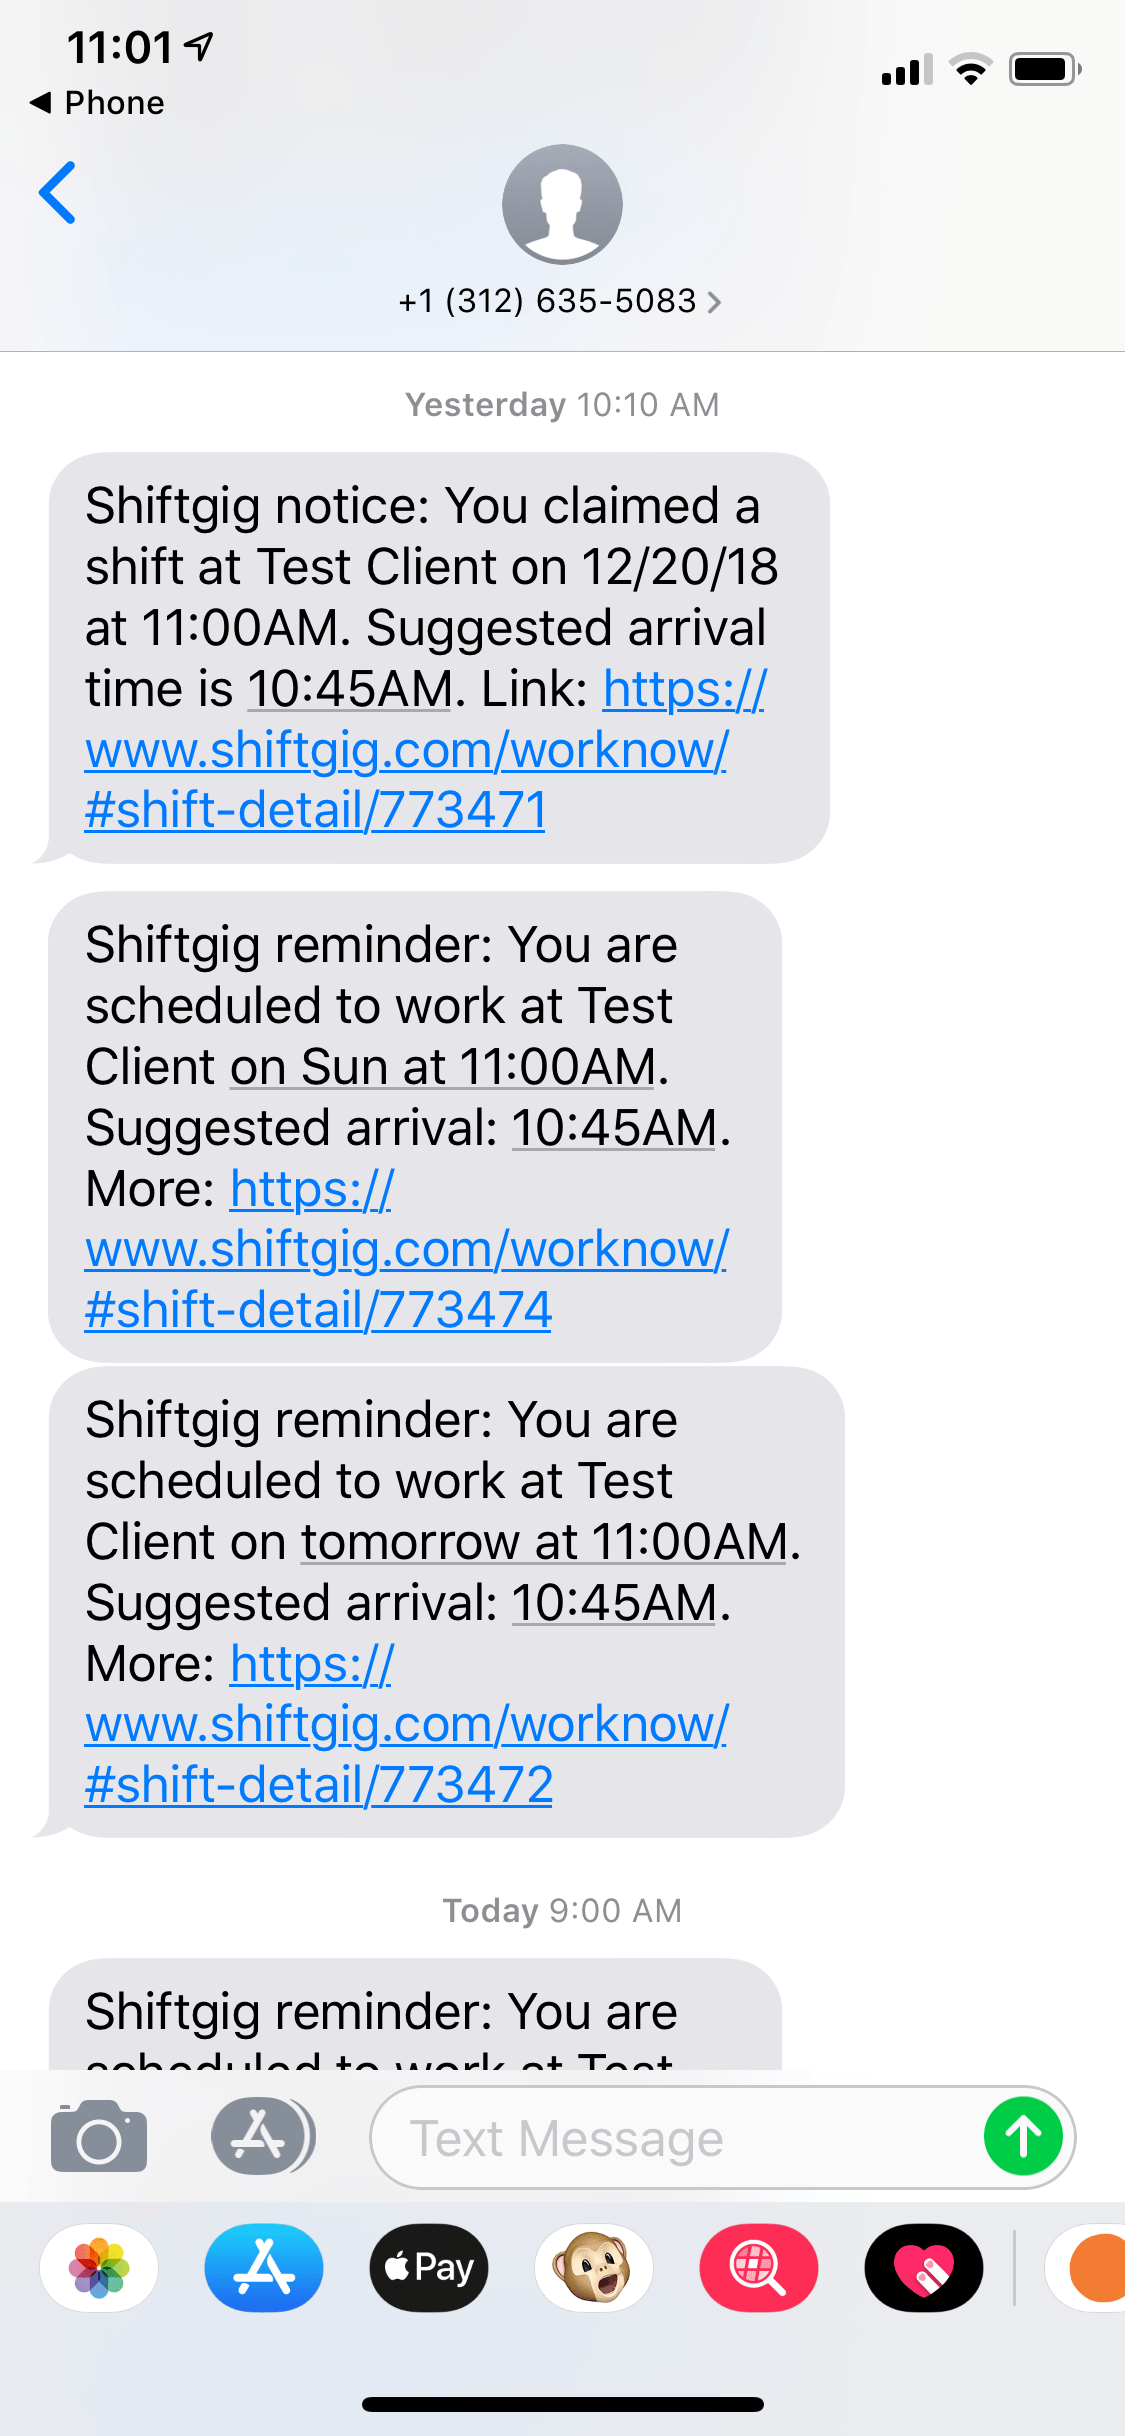 11:01
◀ Phone
+1 (312) 635-5083 >
Yesterday 10:10 AM
Shiftgig notice: You claimed a
shift at Test Client on 12/20/18
at 11:00AM. Suggested arrival
time is 10:45AM. Link: https://
www.shiftgig.com/worknow/
#shift-detail/773471
Shiftgig reminder: You are
scheduled to work at Test
Client on Sun at 11:00AM.
Suggested arrival: 10:45AM.
More: https://
www.shiftgig.com/worknow/
#shift-detail/773474
Shiftgig reminder: You are
scheduled to work at Test
Client on tomorrow at 11:00AM.
Suggested arrival: 10:45AM.
More: https://
www.shiftgig.com/worknow/
#shift-detail/773472
Today 9:00 AM
Shiftgig reminder: You are
scheduled to work at Test
Text Message
Pay